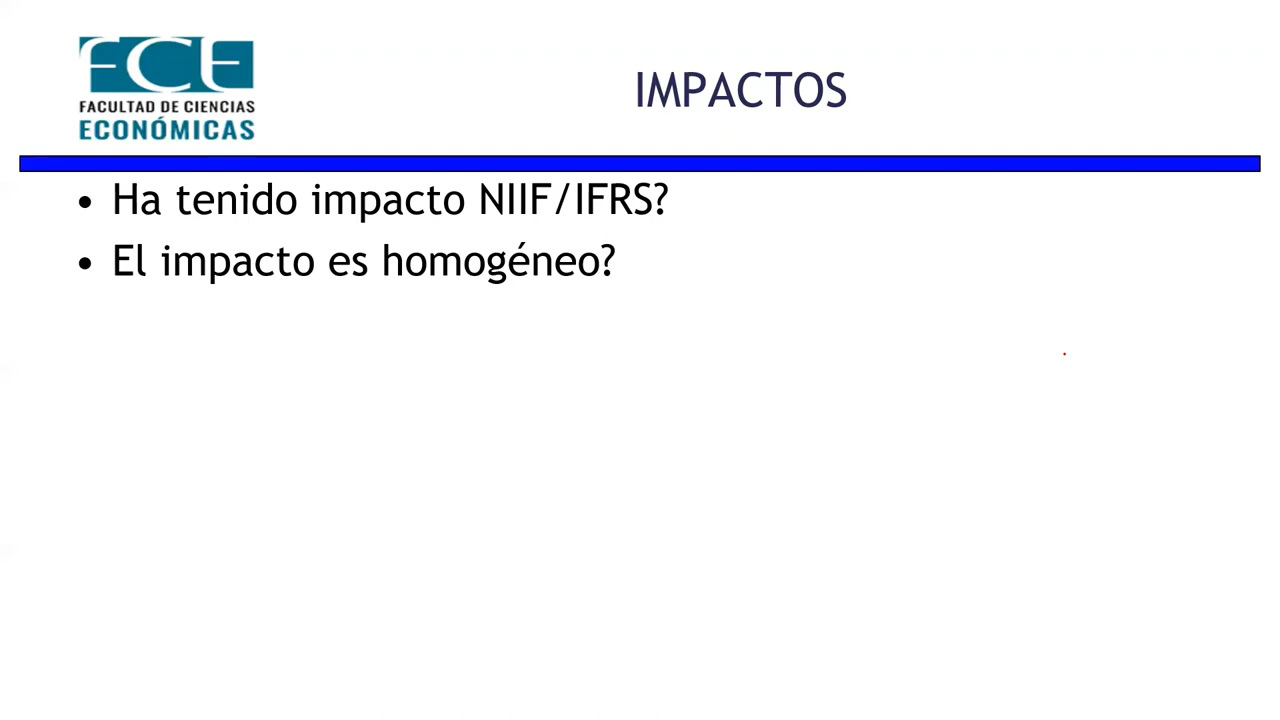 FCE
FACULTAD DE CIENCIAS
ECONÓMICAS
IMPACTOS
• Ha tenido impacto NIIF/IFRS?
• El impacto es homogéneo?